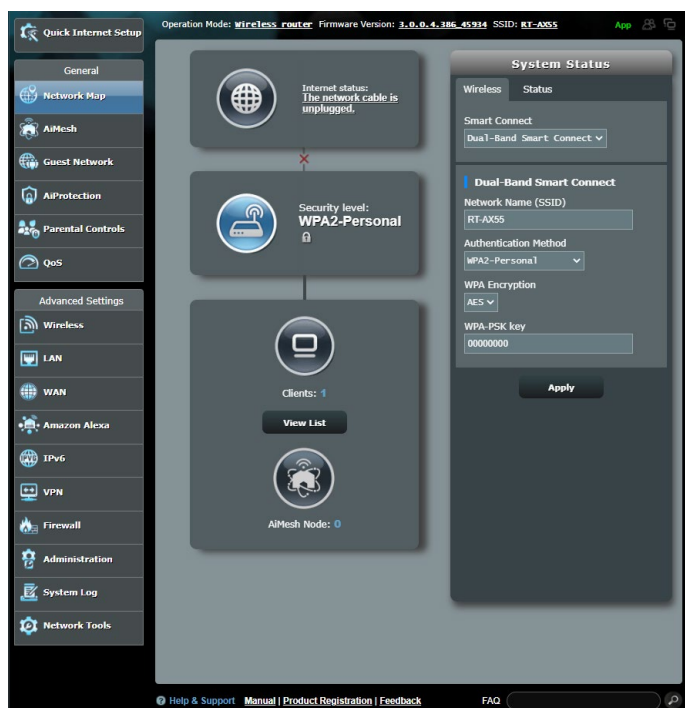 Quick Internet Setup
Operation Mode: Wireless router Firmware Version: 3.0.0.4.386_45934 SSID: RT-AX55
App
General
Network Map
AiMesh
Guest Network
AiProtection
Parental Controls
QoS
Advanced Settings
Wireless
LAN
WAN
Amazon Alexa
IPv6
VPN
Firewall
Administration
System Log
Network Tools
Internet status:
The network cable is
unplugged.
Security level:
WPA2-Personal
Clients: 1
View List
AiMesh Node: 0
System Status
Wireless Status
Smart Connect
Dual-Band Smart Connect
Dual-Band Smart Connect
Network Name (SSID)
RT-AX55
Authentication Method
WPA2-Personal
WPA Encryption
AES
WPA-PSK key
00000000
Apply
Help & Support Manual | Product Registration | Feedback FAQ